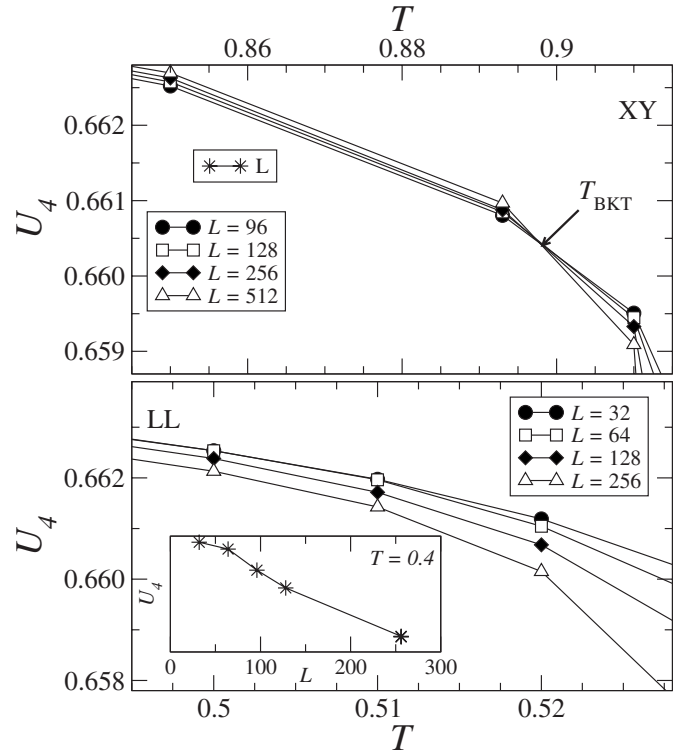 T
0.86 0.88 0.9
XY
0.662
0.661
0.660
0.659
U4
L
L = 96
L = 128
L = 256
L = 512
TBKT
LL
L = 32
L = 64
L = 128
L = 256
0.662
0.660
0.658
U4
T = 0.4
U4
0 100 200 300
L
0.5 0.51 0.52
T